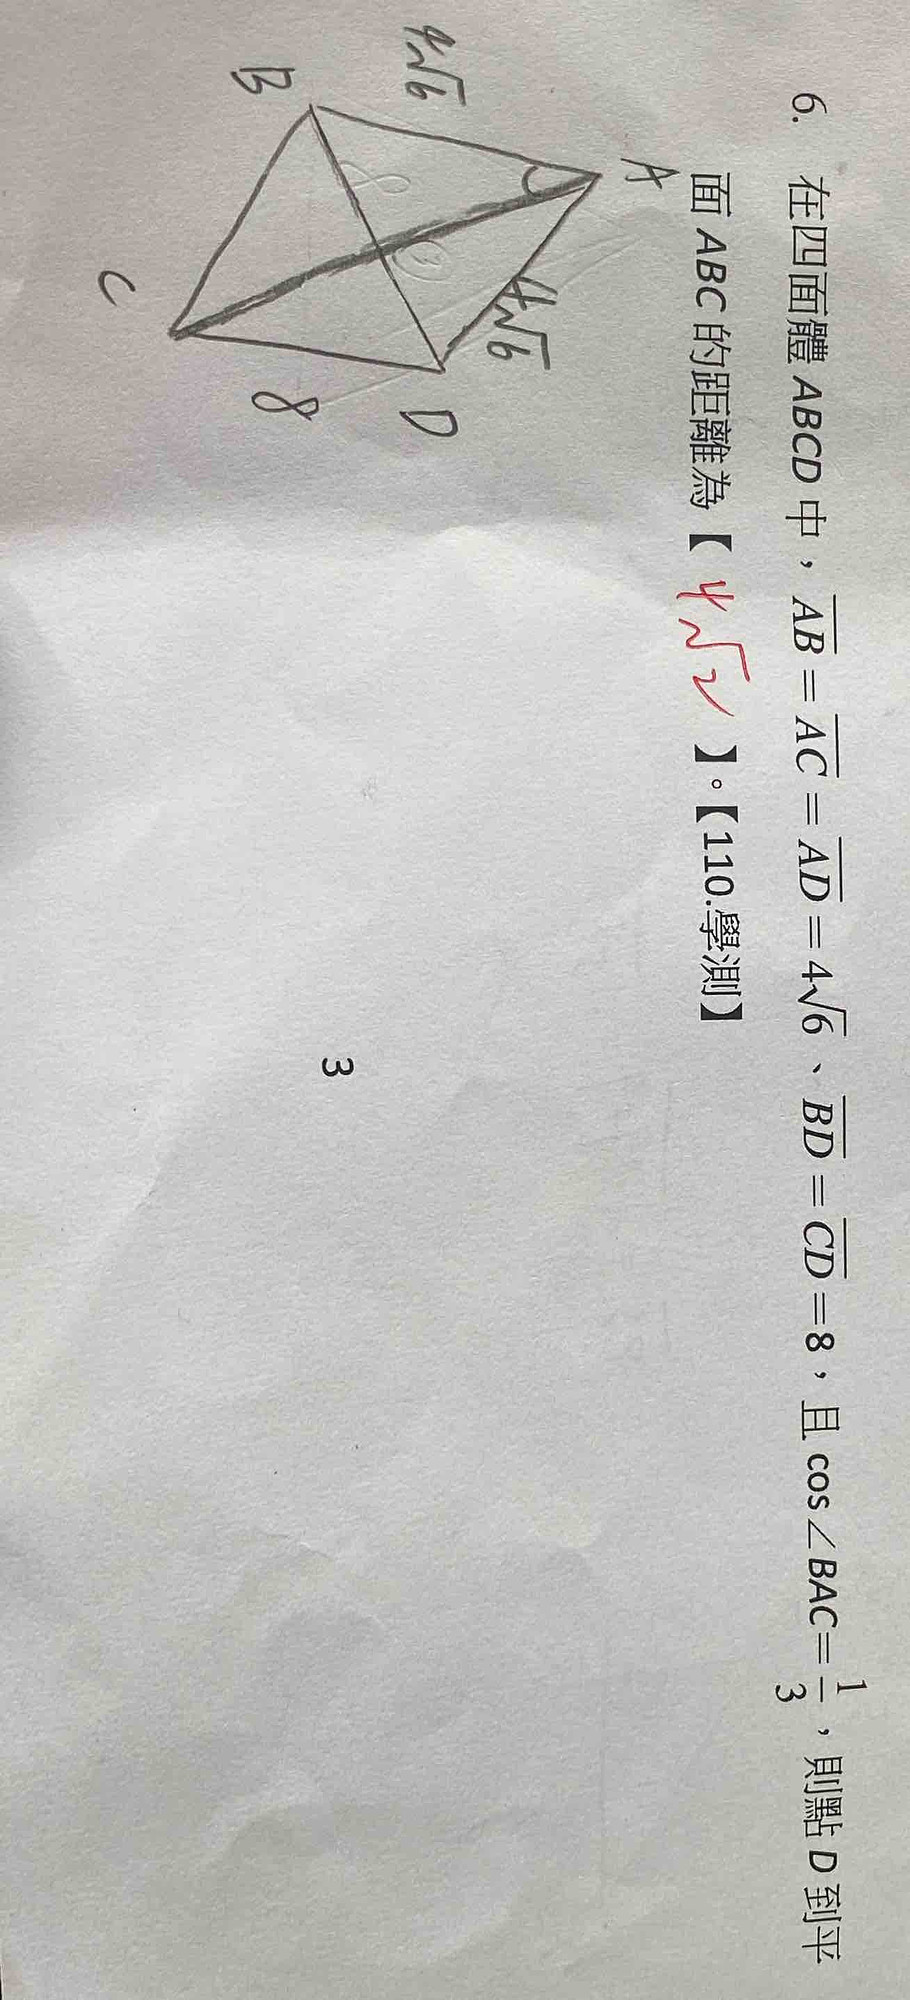 6. 在四面體 ABCD 中，AB = AC = AD = 4√6、BD = CD = 8，且 cos∠BAC = 1/3，則點 D 到平
面 ABC 的距離為【 4√2 】。【110.學測】
A
4√6
4√6
B
8
8
D
C
8
3